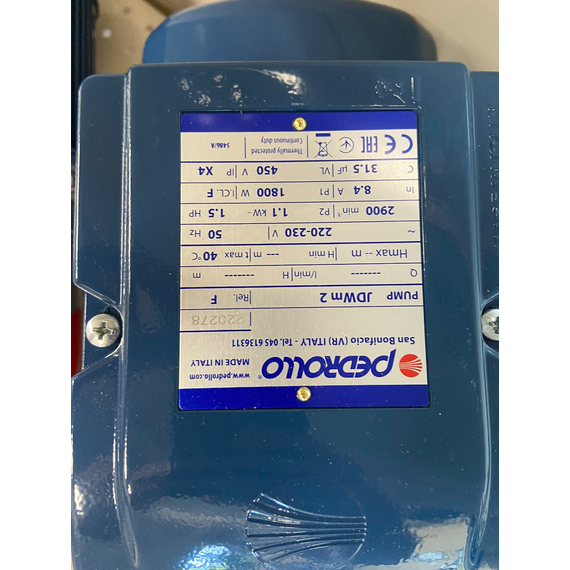 PEDROLLO®
www.pedrollo.com
MADE IN ITALY
San Bonifacio (VR) ITALY - Tel. 045 6136311
220278
PUMP JDWm 2 Rel. F
Q ------- l/min H ------- m
Hmax -- m H min --- m t max 40 °C
~ 220-230 V 50 Hz
2900 min⁻¹ P2 1.1 kW - 1.5 HP
In 8.4 A P1 1800 W I.CL. F
C 31.5 µF VL 450 V IP X4
CE EAC Thermally protected
Continuous duty
5486/A